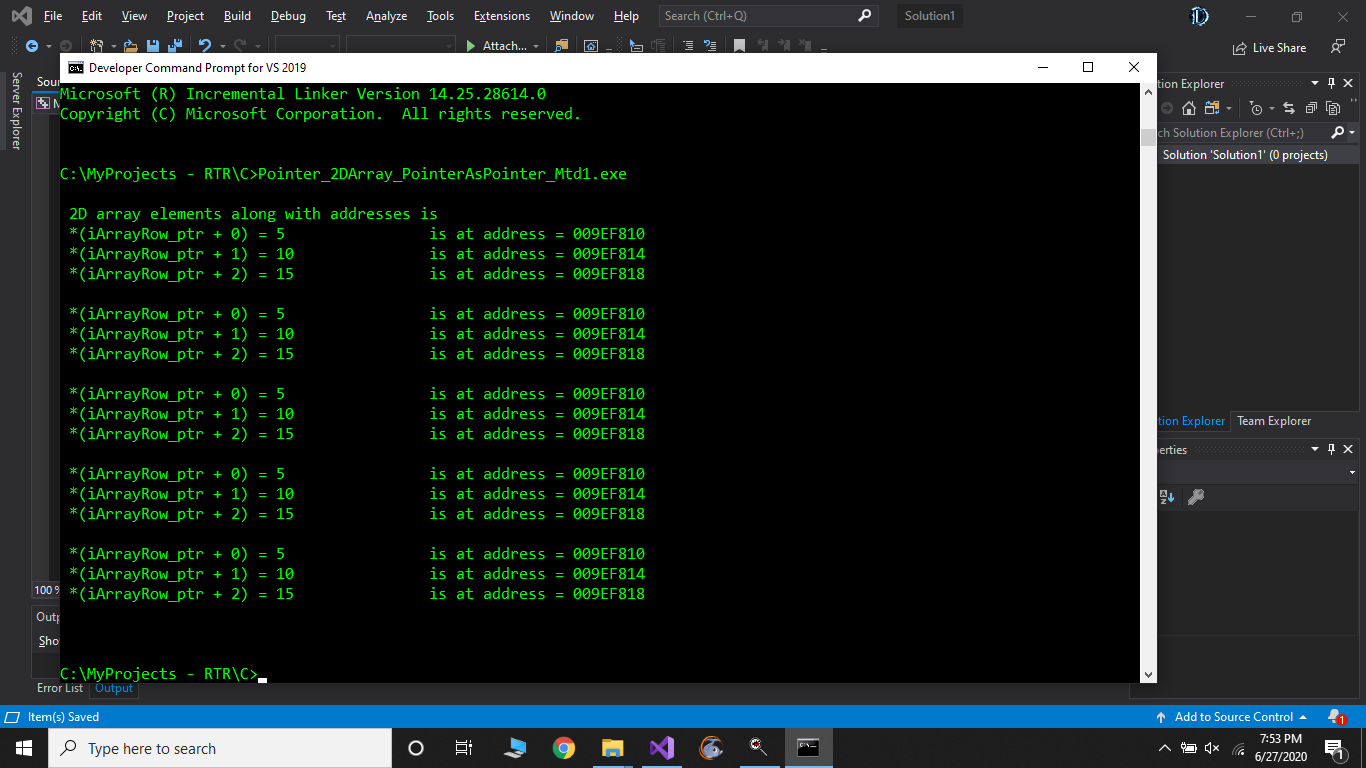 File Edit View Project Build Debug Test Analyze Tools Extensions Window Help Search (Ctrl+Q) Solution1
Attach... Live Share
Developer Command Prompt for VS 2019
Server Explorer
Sour
M
Microsoft (R) Incremental Linker Version 14.25.28614.0
Copyright (C) Microsoft Corporation.  All rights reserved.
C:\MyProjects - RTR\C>Pointer_2DArray_PointerAsPointer_Mtd1.exe
2D array elements along with addresses is
*(iArrayRow_ptr + 0) = 5 is at address = 009EF810
*(iArrayRow_ptr + 1) = 10 is at address = 009EF814
*(iArrayRow_ptr + 2) = 15 is at address = 009EF818
*(iArrayRow_ptr + 0) = 5 is at address = 009EF810
*(iArrayRow_ptr + 1) = 10 is at address = 009EF814
*(iArrayRow_ptr + 2) = 15 is at address = 009EF818
*(iArrayRow_ptr + 0) = 5 is at address = 009EF810
*(iArrayRow_ptr + 1) = 10 is at address = 009EF814
*(iArrayRow_ptr + 2) = 15 is at address = 009EF818
*(iArrayRow_ptr + 0) = 5 is at address = 009EF810
*(iArrayRow_ptr + 1) = 10 is at address = 009EF814
*(iArrayRow_ptr + 2) = 15 is at address = 009EF818
*(iArrayRow_ptr + 0) = 5 is at address = 009EF810
*(iArrayRow_ptr + 1) = 10 is at address = 009EF814
*(iArrayRow_ptr + 2) = 15 is at address = 009EF818
C:\MyProjects - RTR\C>
tion Explorer
ch Solution Explorer (Ctrl+;)
Solution 'Solution1' (0 projects)
tion Explorer Team Explorer
erties
100 %
Outp
Sho
Error List Output
Item(s) Saved Add to Source Control 1
Type here to search
7:53 PM
6/27/2020
1